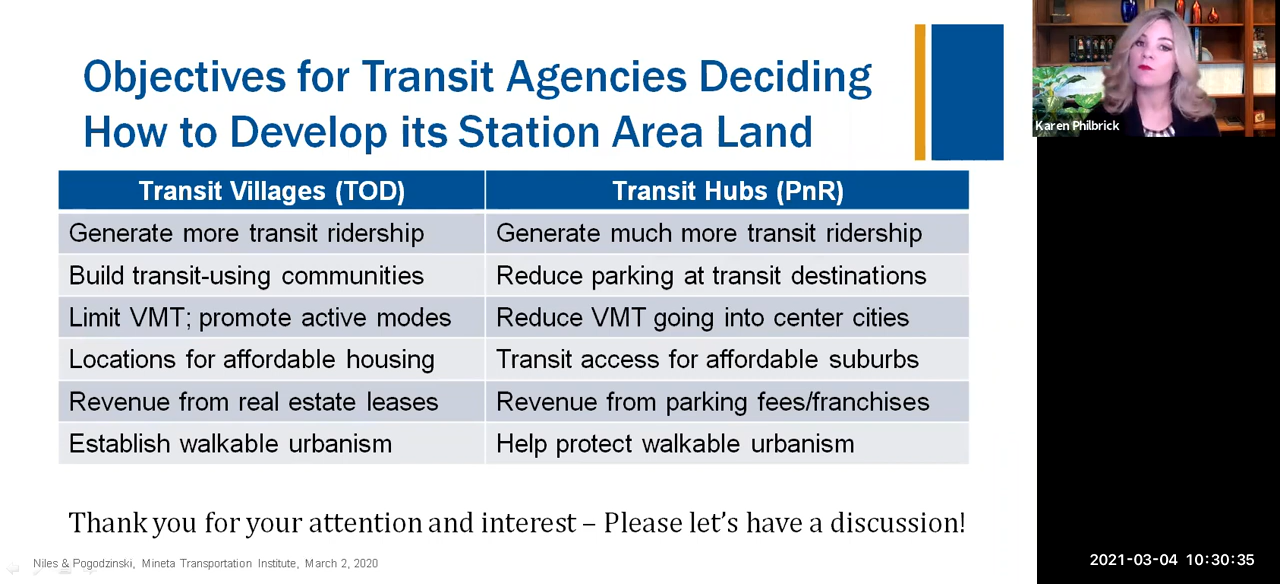 Objectives for Transit Agencies Deciding
How to Develop its Station Area Land
Karen Philbrick
Transit Villages (TOD) Transit Hubs (PnR)
Generate more transit ridership Generate much more transit ridership
Build transit-using communities Reduce parking at transit destinations
Limit VMT; promote active modes Reduce VMT going into center cities
Locations for affordable housing Transit access for affordable suburbs
Revenue from real estate leases Revenue from parking fees/franchises
Establish walkable urbanism Help protect walkable urbanism
Thank you for your attention and interest – Please let's have a discussion!
Niles & Pogodzinski, Mineta Transportation Institute, March 2, 2020
2021-03-04 10:30:35